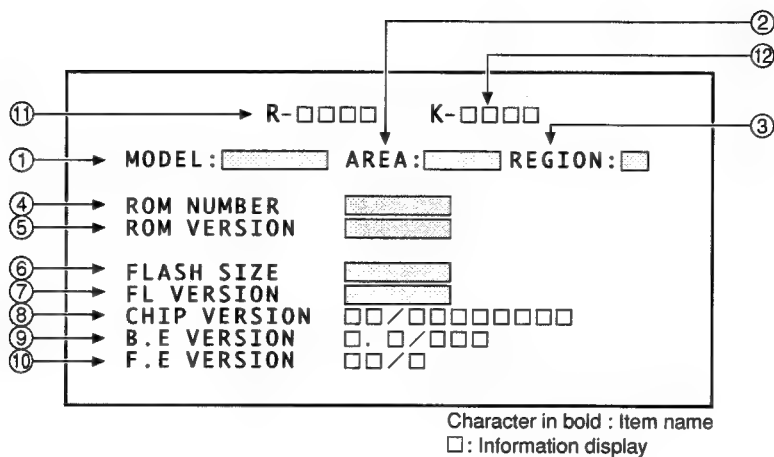 ②
⑫
⑪ R-□□□□ K-□□□□
③
① MODEL: AREA: REGION:
④ ROM NUMBER
⑤ ROM VERSION
⑥ FLASH SIZE
⑦ FL VERSION
⑧ CHIP VERSION □□/□□□□□□□□
⑨ B.E VERSION □. □/□□□
⑩ F.E VERSION □□/□
Character in bold : Item name
□: Information display